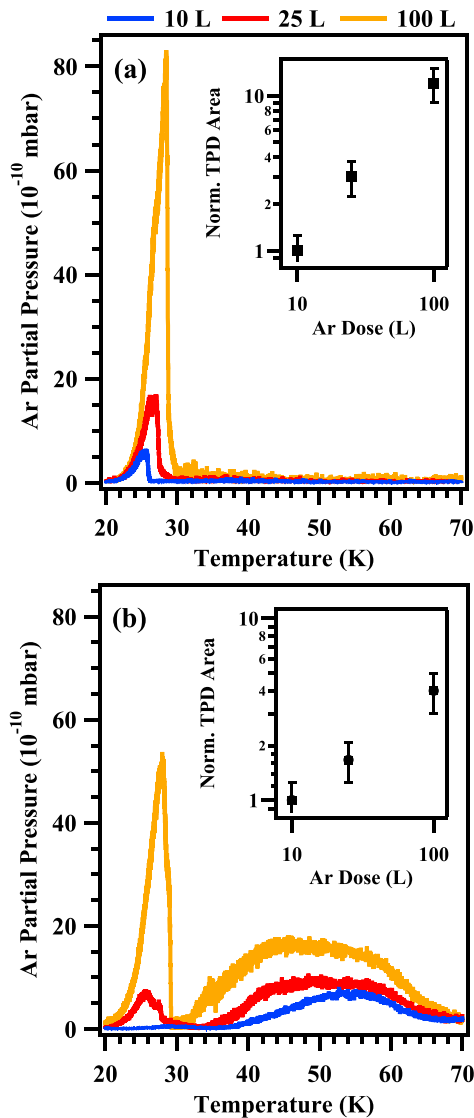 10 L 25 L 100 L
(a)
80
60
40
20
0
Ar Partial Pressure (10⁻¹⁰ mbar)
20 30 40 50 60 70
Temperature (K)
Norm. TPD Area
10
8
6
4
2
1
10 100
Ar Dose (L)
(b)
80
60
40
20
0
Ar Partial Pressure (10⁻¹⁰ mbar)
20 30 40 50 60 70
Temperature (K)
Norm. TPD Area
10
8
6
4
2
1
10 100
Ar Dose (L)